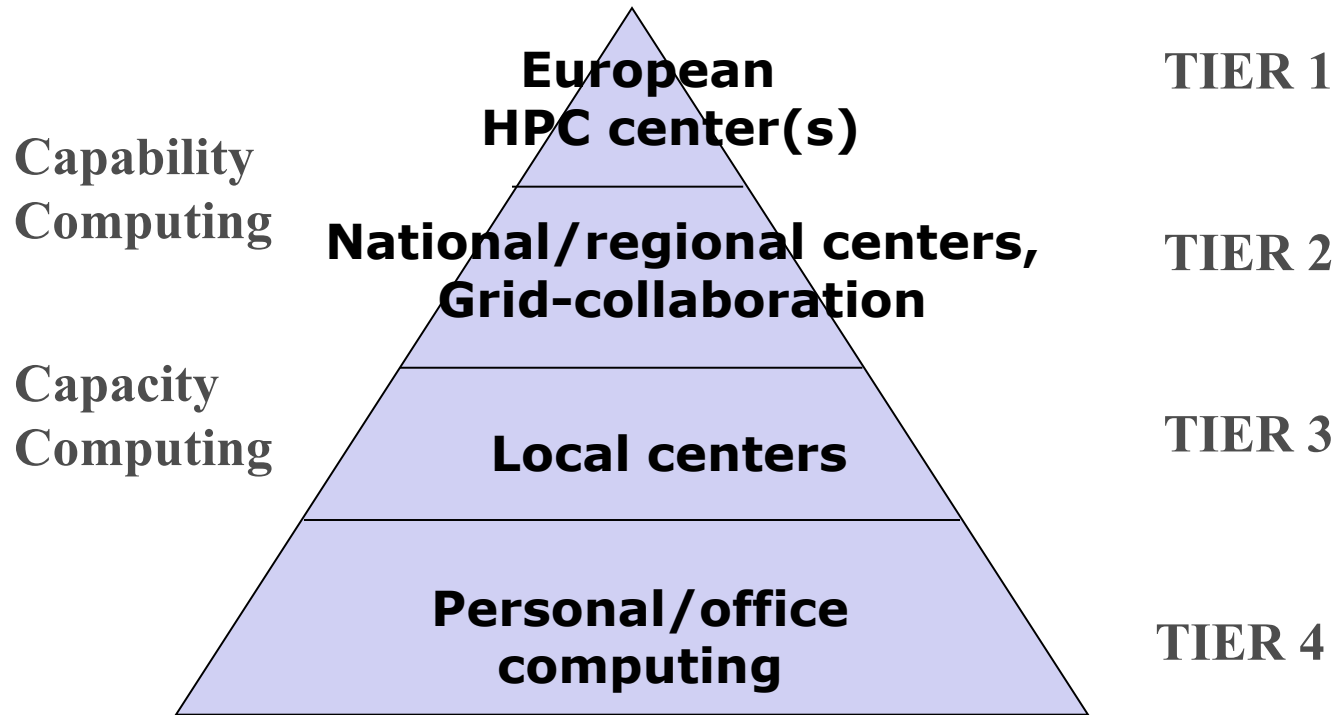 European
HPC center(s)
TIER 1
Capability
Computing
National/regional centers,
Grid-collaboration
TIER 2
Capacity
Computing
Local centers
TIER 3
Personal/office
computing
TIER 4